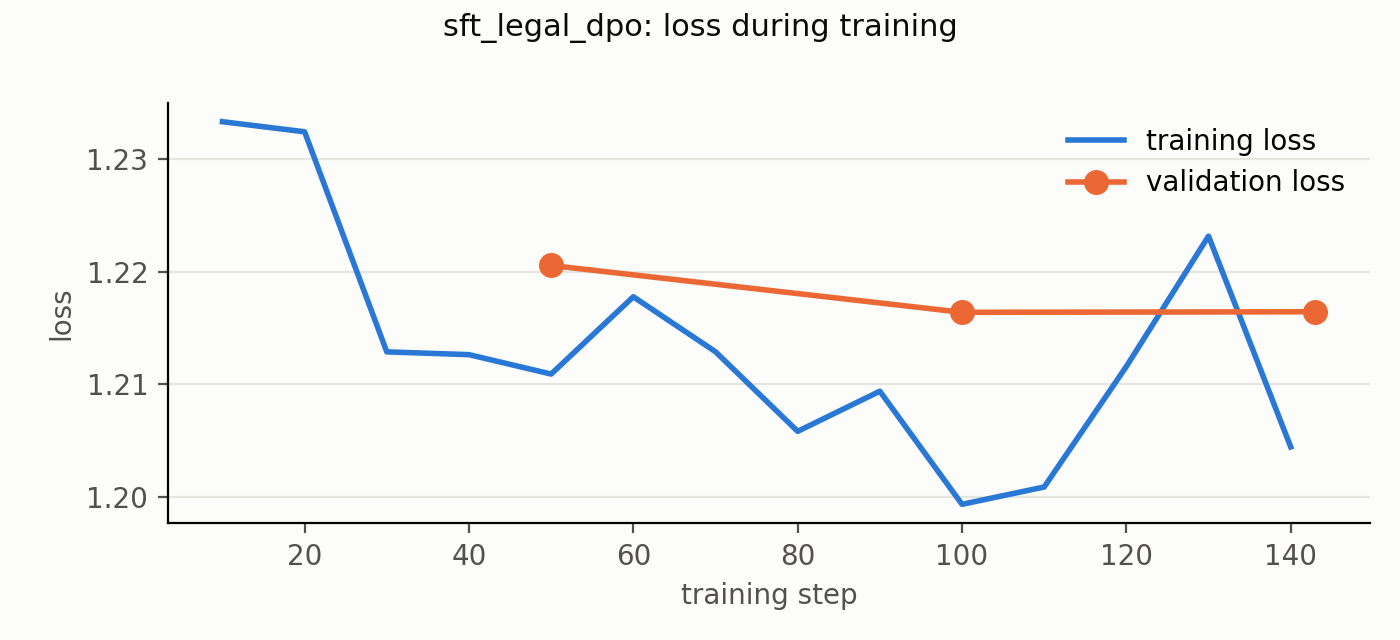 sft_legal_dpo: loss during training
training loss
validation loss
1.23
1.22
1.21
1.20
loss
20 40 60 80 100 120 140
training step